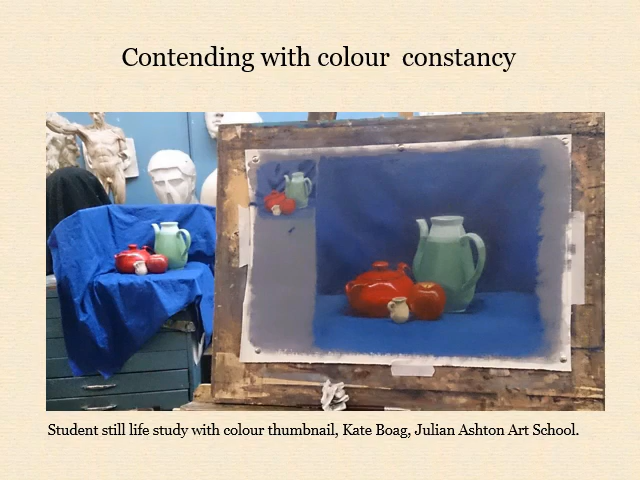 Contending with colour  constancy
Student still life study with colour thumbnail, Kate Boag, Julian Ashton Art School.